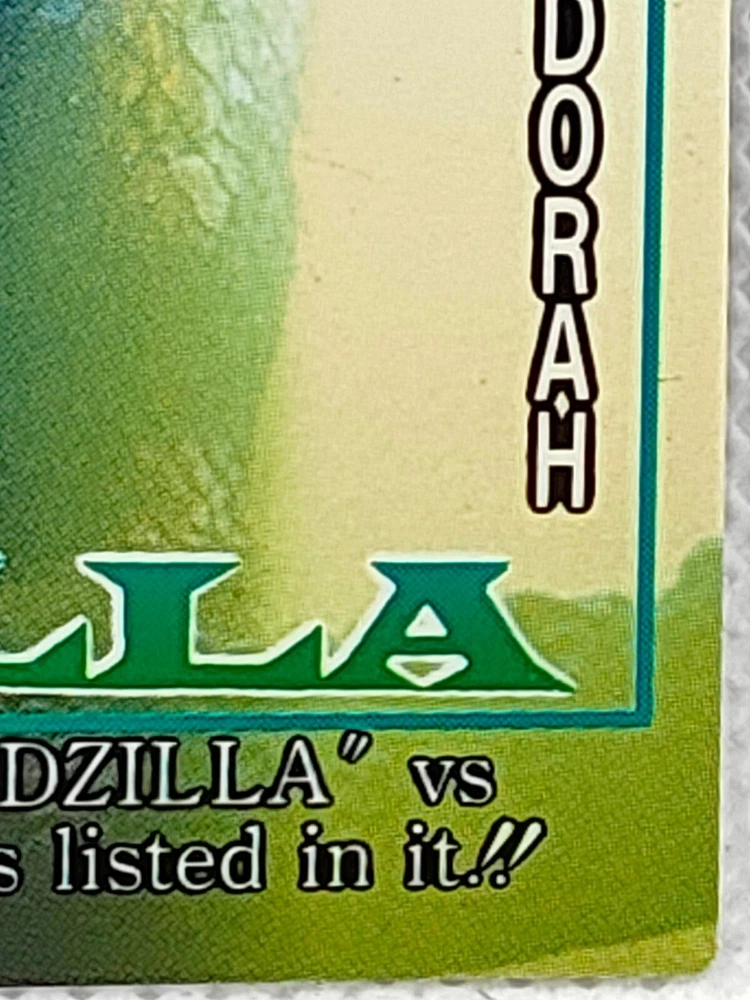 DORAH
LLA
DZILLA" vs
s listed in it!!